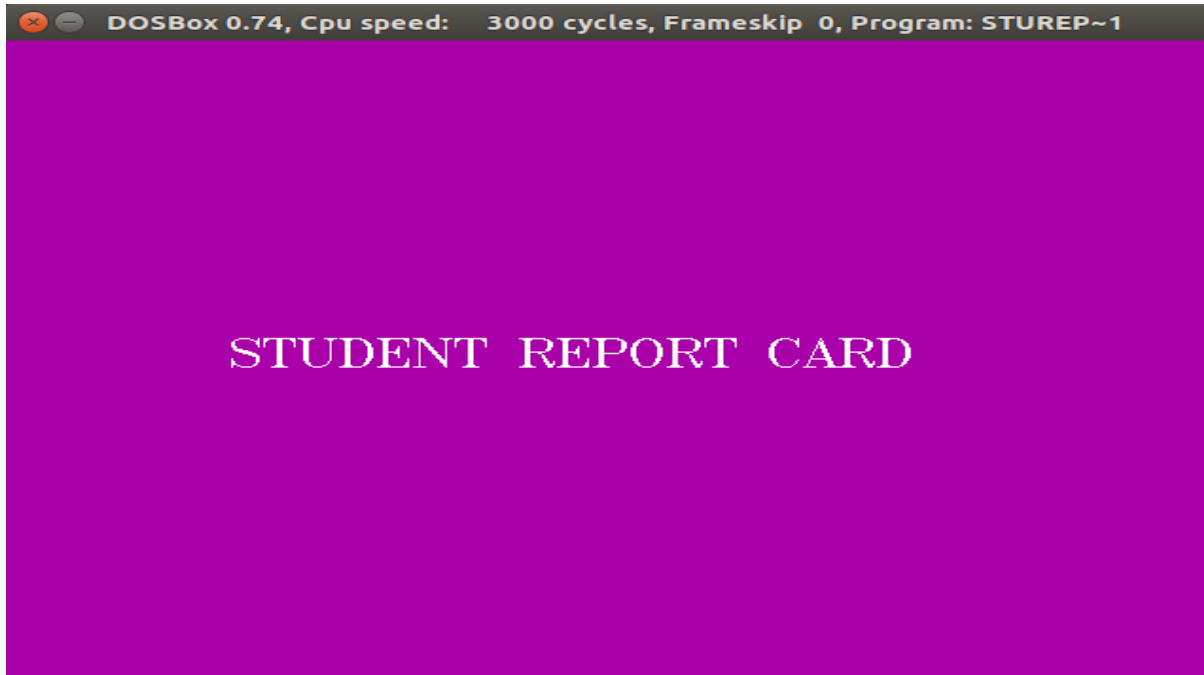 DOSBox 0.74, Cpu speed: 3000 cycles, Frameskip 0, Program: STUREP~1
STUDENT REPORT CARD